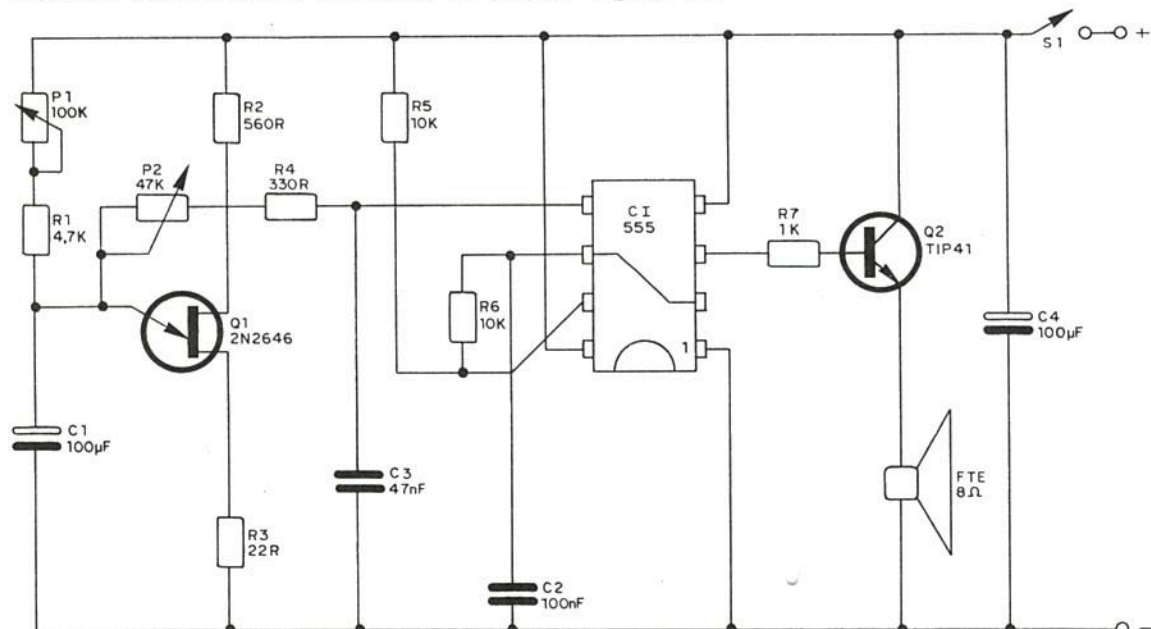 S1
+
P1
100K
R2
560R
R5
10K
P2
47K
R4
330R
R1
4,7K
CI
555
R7
1K
Q2
TIP41
Q1
2N2646
R6
10K
1
C4
100µF
C1
100µF
C3
47nF
FTE
8Ω
R3
22R
C2
100nF
−